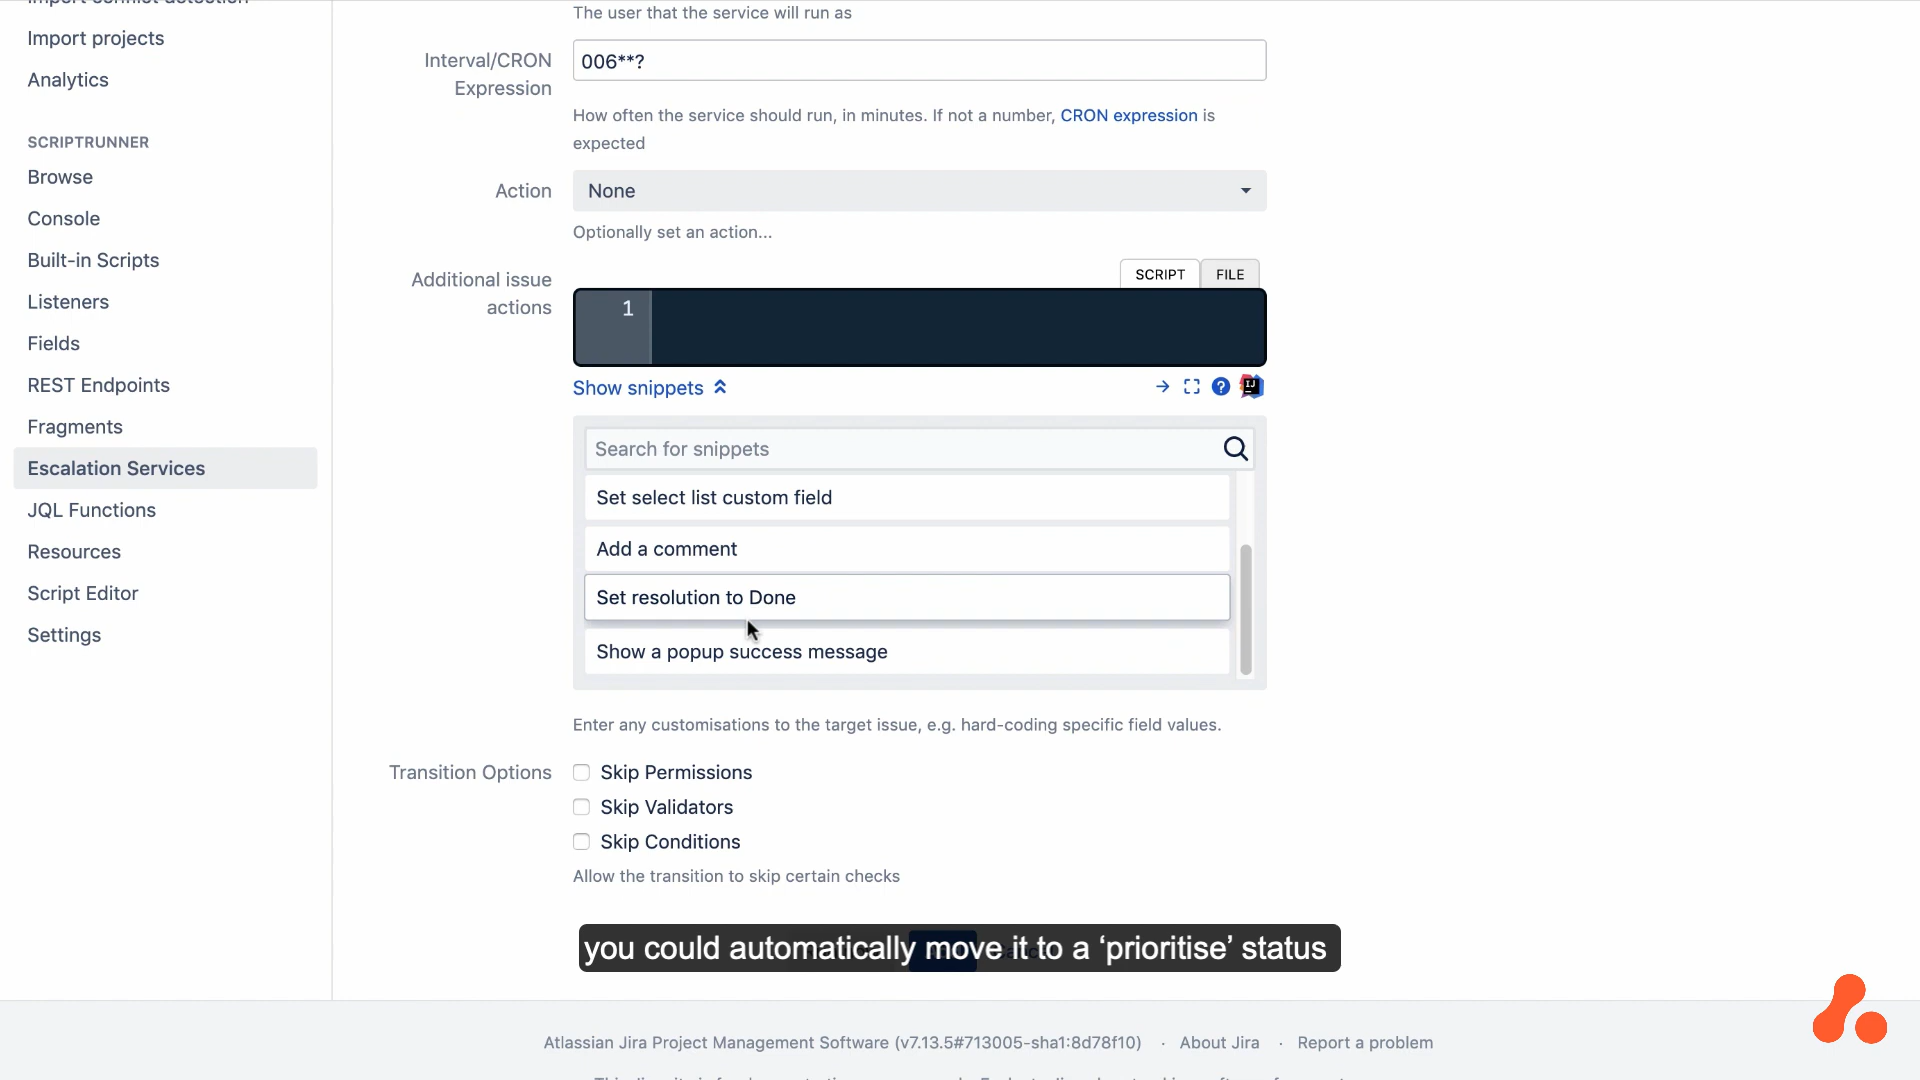 Import projects
Analytics
SCRIPTRUNNER
Browse
Console
Built-in Scripts
Listeners
Fields
REST Endpoints
Fragments
Escalation Services
JQL Functions
Resources
Script Editor
Settings
The user that the service will run as
Interval/CRON
Expression
006**?
How often the service should run, in minutes. If not a number, CRON expression is
expected
Action
None
Optionally set an action...
Additional issue
actions
SCRIPT FILE
1
Show snippets
IJ
Search for snippets
Set select list custom field
Add a comment
Set resolution to Done
Show a popup success message
Enter any customisations to the target issue, e.g. hard-coding specific field values.
Transition Options
Skip Permissions
Skip Validators
Skip Conditions
Allow the transition to skip certain checks
you could automatically move it to a ‘prioritise’ status
Atlassian Jira Project Management Software (v7.13.5#713005-sha1:8d78f10) · About Jira · Report a problem